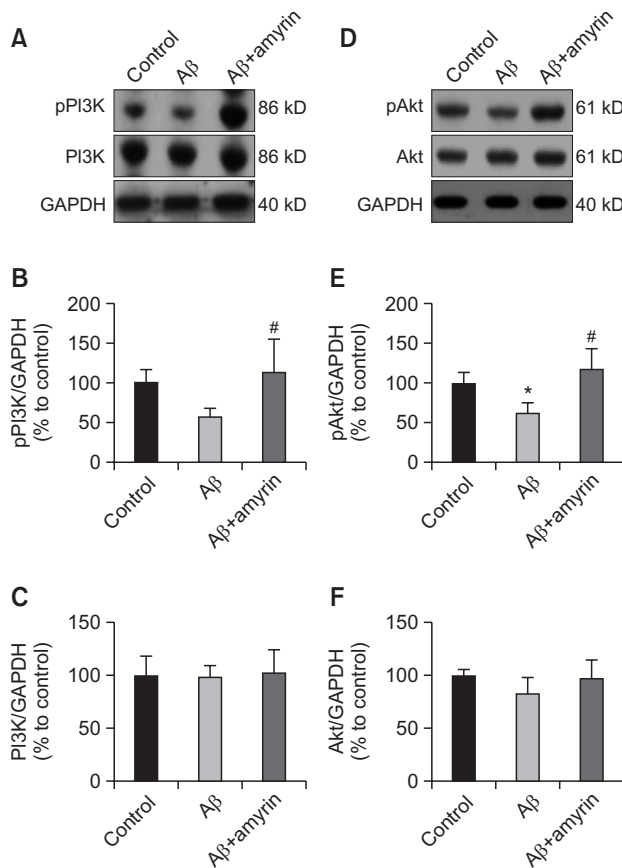 A
Control
Aβ
Aβ+amyrin
pPI3K
86 kD
PI3K
86 kD
GAPDH
40 kD
D
Control
Aβ
Aβ+amyrin
pAkt
61 kD
Akt
61 kD
GAPDH
40 kD
B
pPI3K/GAPDH
(% to control)
200
150
100
50
0
#
Control
Aβ
Aβ+amyrin
E
pAkt/GAPDH
(% to control)
200
150
100
50
0
*
#
Control
Aβ
Aβ+amyrin
C
PI3K/GAPDH
(% to control)
150
100
50
0
Control
Aβ
Aβ+amyrin
F
Akt/GAPDH
(% to control)
150
100
50
0
Control
Aβ
Aβ+amyrin